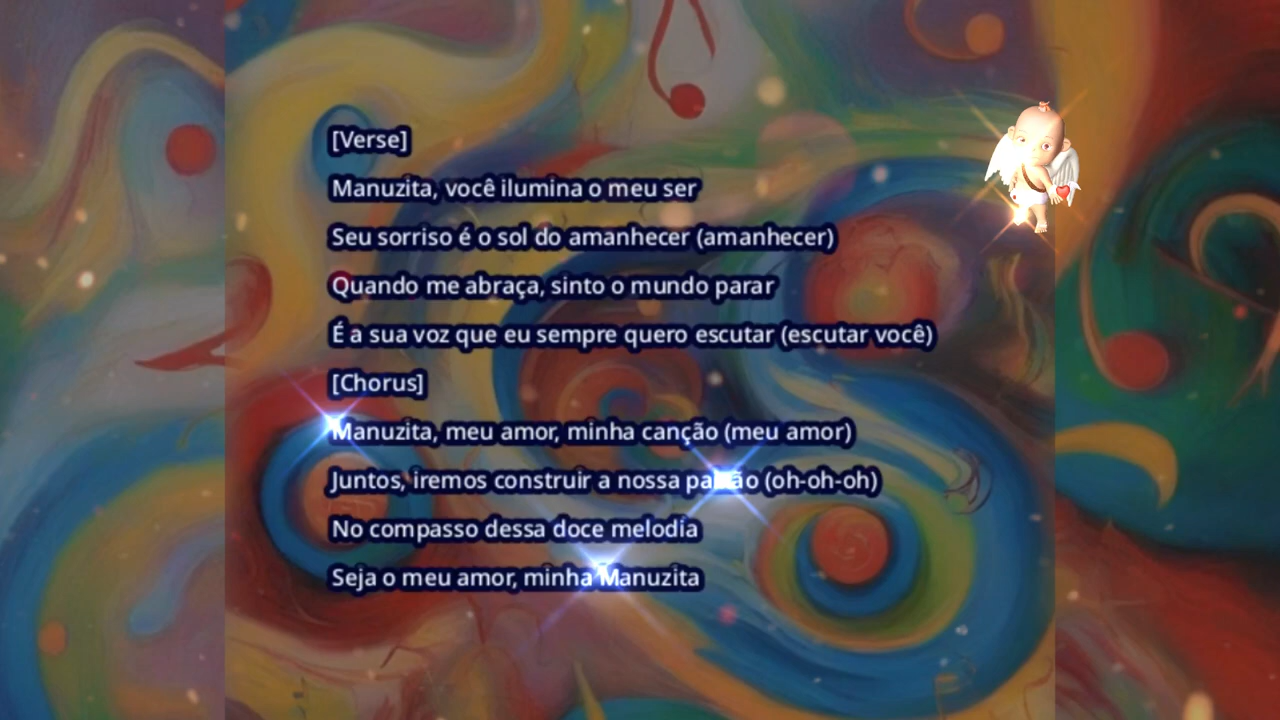 [Verse]
Manuzita, você ilumina o meu ser
Seu sorriso é o sol do amanhecer (amanhecer)
Quando me abraça, sinto o mundo parar
É a sua voz que eu sempre quero escutar (escutar você)
[Chorus]
Manuzita, meu amor, minha canção (meu amor)
Juntos, iremos construir a nossa paixão (oh-oh-oh)
No compasso dessa doce melodia
Seja o meu amor, minha Manuzita